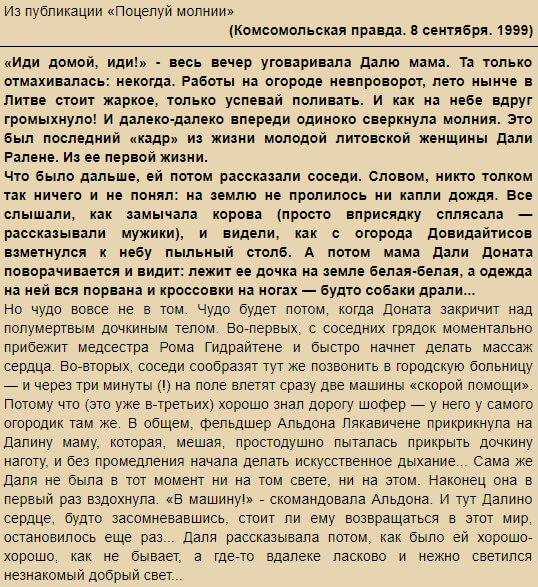 Из публикации «Поцелуй молнии»
(Комсомольская правда. 8 сентября. 1999)
«Иди домой, иди!» - весь вечер уговаривала Далю мама. Та только
отмахивалась: некогда. Работы на огороде невпроворот, лето нынче в
Литве стоит жаркое, только успевай поливать. И как на небе вдруг
громыхнуло! И далеко-далеко впереди одиноко сверкнула молния. Это
был последний «кадр» из жизни молодой литовской женщины Дали
Ралене. Из ее первой жизни.
Что было дальше, ей потом рассказали соседи. Словом, никто толком
так ничего и не понял: на землю не пролилось ни капли дождя. Все
слышали, как замычала корова (просто вприсядку сплясала —
рассказывали мужики), и видели, как с огорода Довидайтисов
взметнулся к небу пыльный столб. А потом мама Дали Доната
поворачивается и видит: лежит ее дочка на земле белая-белая, а одежда
на ней вся порвана и кроссовки на ногах — будто собаки драли...
Но чудо вовсе не в том. Чудо будет потом, когда Доната закричит над
полумертвым дочкиным телом. Во-первых, с соседних грядок моментально
прибежит медсестра Рома Гидрайтене и быстро начнет делать массаж
сердца. Во-вторых, соседи сообразят тут же позвонить в городскую больницу
— и через три минуты (!) на поле влетят сразу две машины «скорой помощи».
Потому что (это уже в-третьих) хорошо знал дорогу шофер — у него у самого
огородик там же. В общем, фельдшер Альдона Лякавичене прикрикнула на
Далину маму, которая, мешая, простодушно пыталась прикрыть дочкину
наготу, и без промедления начала делать искусственное дыхание... Сама же
Даля не была в тот момент ни на том свете, ни на этом. Наконец она в
первый раз вздохнула. «В машину!» - скомандовала Альдона. И тут Далино
сердце, будто засомневавшись, стоит ли ему возвращаться в этот мир,
остановилось еще раз... Даля рассказывала потом, как было ей хорошо-
хорошо, как не бывает, а где-то вдалеке ласково и нежно светился
незнакомый добрый свет...